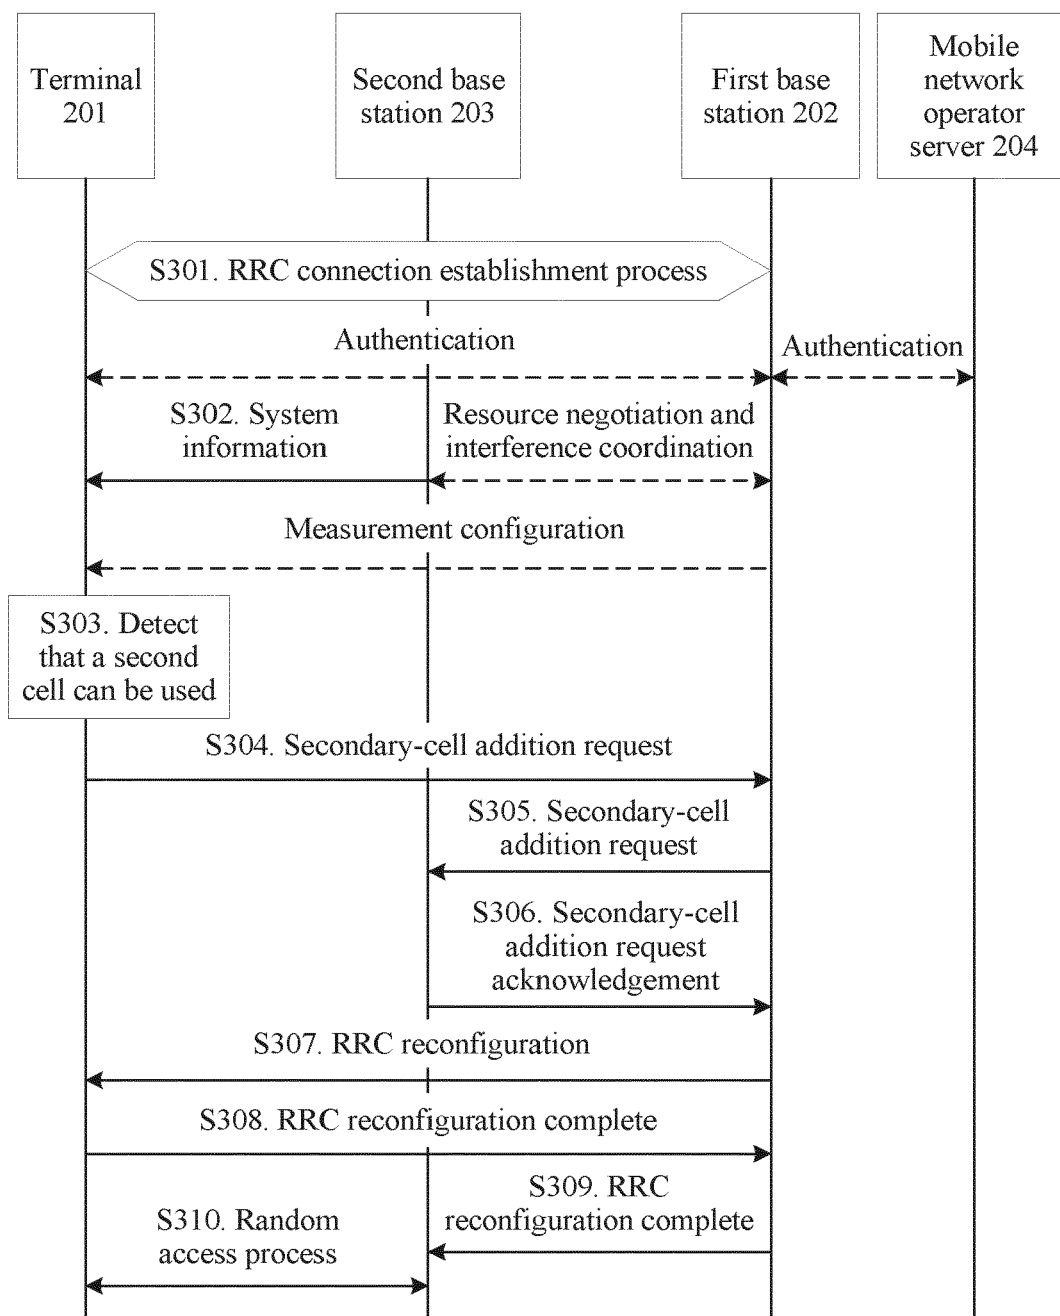 Terminal
201
Second base
station 203
First base
station 202
Mobile
network
operator
server 204
S301. RRC connection establishment process
Authentication
Authentication
S302. System
information
Resource negotiation and
interference coordination
Measurement configuration
S303. Detect
that a second
cell can be used
S304. Secondary-cell addition request
S305. Secondary-cell
addition request
S306. Secondary-cell
addition request
acknowledgement
S307. RRC reconfiguration
S308. RRC reconfiguration complete
S309. RRC
reconfiguration complete
S310. Random
access process